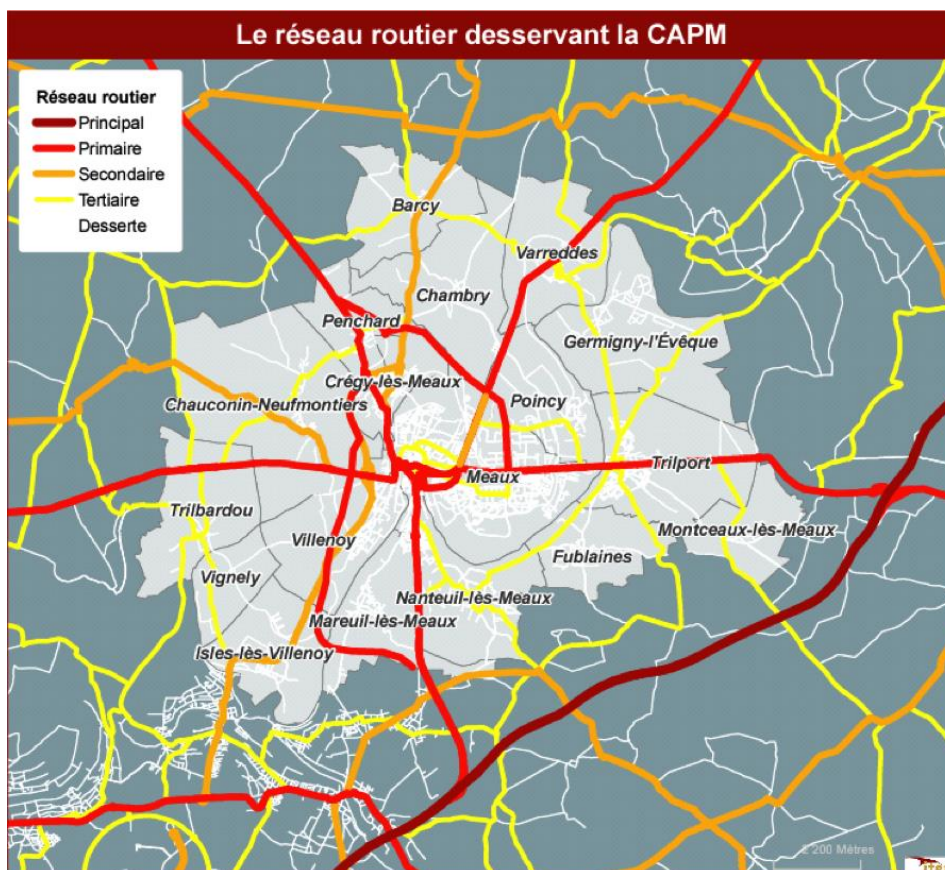 Le réseau routier desservant la CAPM
Réseau routier
Principal
Primaire
Secondaire
Tertiaire
Desserte
Barcy
Varreddes
Chambry
Penchard
Germigny-l'Évêque
Crégy-lès-Meaux
Chauconin-Neufmontiers
Poincy
Meaux
Trilport
Trilbardou
Villenoy
Montceaux-lès-Meaux
Fublaines
Vignely
Nanteuil-lès-Meaux
Mareuil-lès-Meaux
Isles-lès-Villenoy
2 200 Mètres